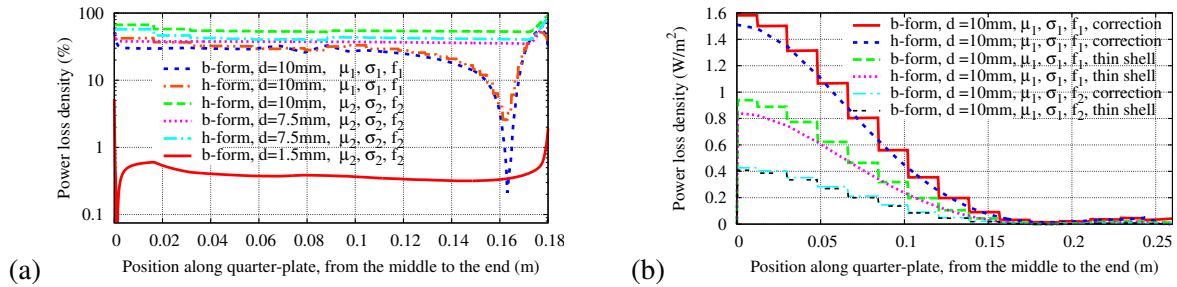 100
10
1
0.1
Power loss density (%)
b-form, d=10mm, μ₁, σ₁, f₁
h-form, d=10mm, μ₁, σ₁, f₁
h-form, d=10mm, μ₂, σ₂, f₂
b-form, d=7.5mm, μ₂, σ₂, f₂
h-form, d=7.5mm, μ₂, σ₂, f₂
b-form, d=1.5mm, μ₂, σ₂, f₂
0 0.02 0.04 0.06 0.08 0.1 0.12 0.14 0.16 0.18
Position along quarter-plate, from the middle to the end (m)
(a)
1.6
1.4
1.2
1
0.8
0.6
0.4
0.2
0
Power loss density (W/m²)
b-form, d =10mm, μ₁, σ₁, f₁, correction
h-form, d =10mm, μ₁, σ₁, f₁, correction
b-form, d =10mm, μ₁, σ₁, f₁, thin shell
h-form, d =10mm, μ₁, σ₁, f₁, thin shell
b-form, d =10mm, μ₁, σ₁, f₂, correction
b-form, d =10mm, μ₁, σ₁, f₂, thin shell
0 0.05 0.1 0.15 0.2 0.25
Position along quarter-plate, from the middle to the end (m)
(b)